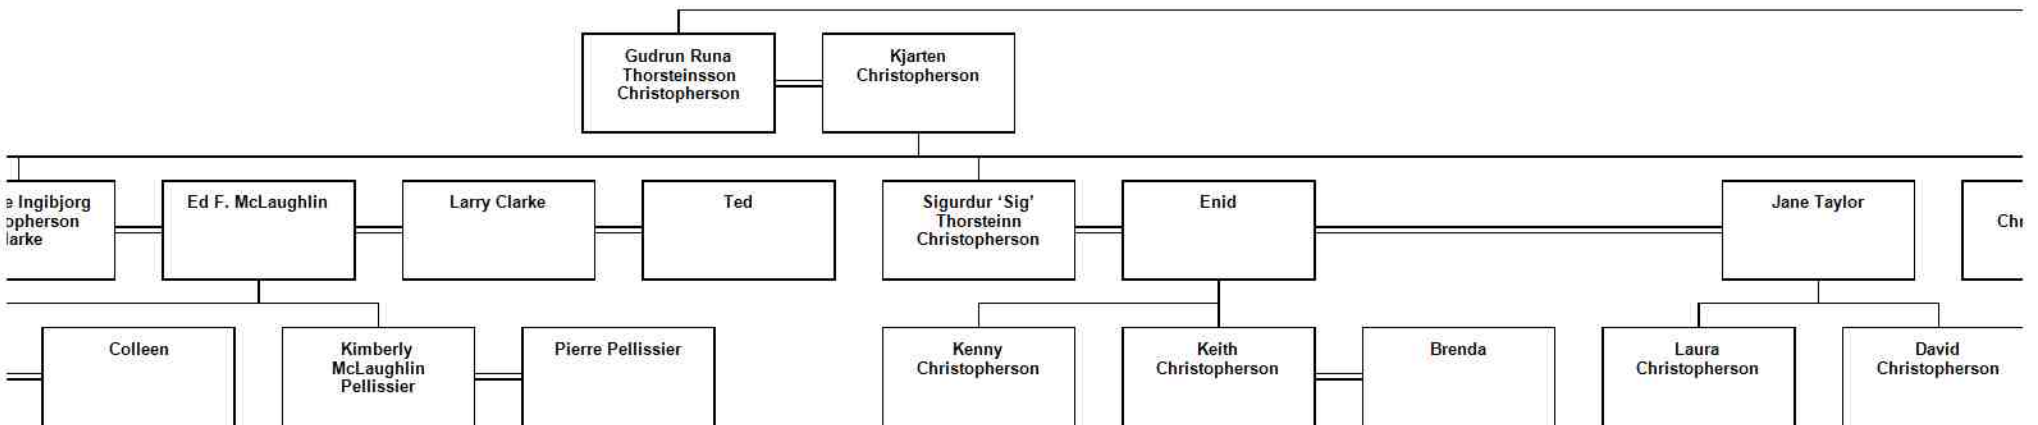 Gudrun Runa
Thorsteinsson
Christopherson
Kjarten
Christopherson
e Ingibjorg
opherson
larke
Ed F. McLaughlin
Larry Clarke
Ted
Sigurdur ‘Sig’
Thorsteinn
Christopherson
Enid
Jane Taylor
Chr
Colleen
Kimberly
McLaughlin
Pellissier
Pierre Pellissier
Kenny
Christopherson
Keith
Christopherson
Brenda
Laura
Christopherson
David
Christopherson